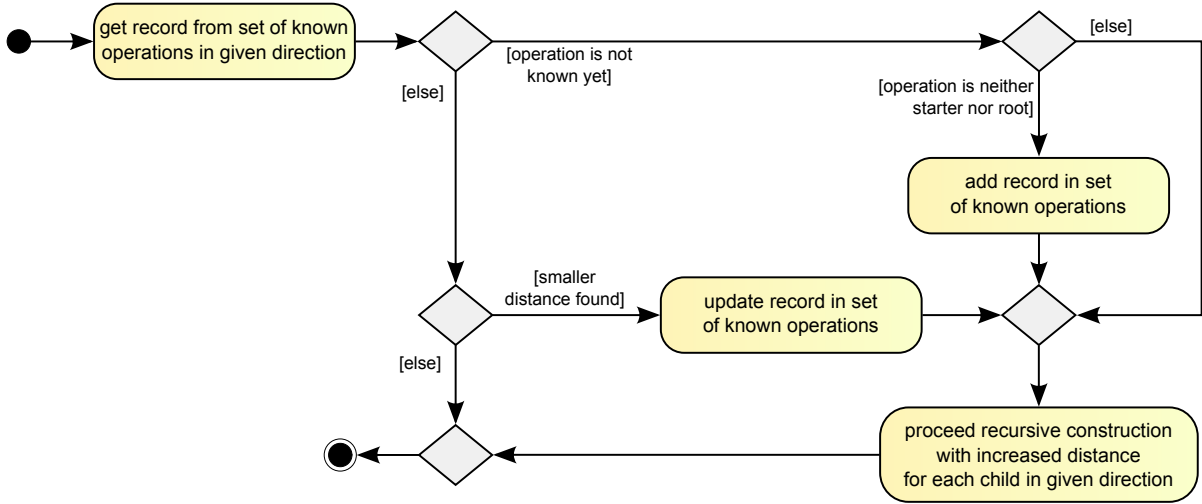 get record from set of known
operations in given direction
[operation is not
known yet]
[else]
[else]
[operation is neither
starter nor root]
add record in set
of known operations
[smaller
distance found]
update record in set
of known operations
[else]
proceed recursive construction
with increased distance
for each child in given direction